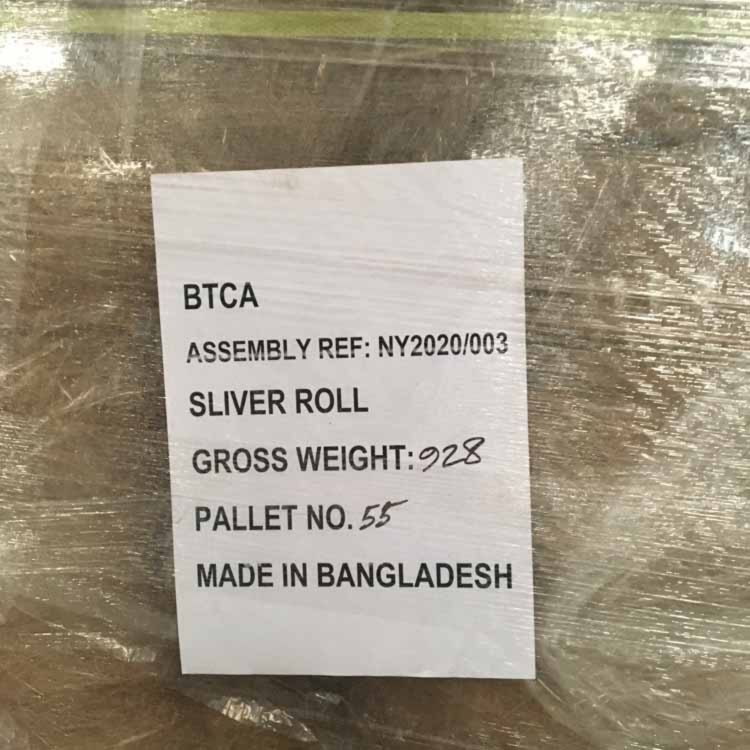 BTCA
ASSEMBLY REF: NY2020/003
SLIVER ROLL
GROSS WEIGHT: 928
PALLET NO. 55
MADE IN BANGLADESH